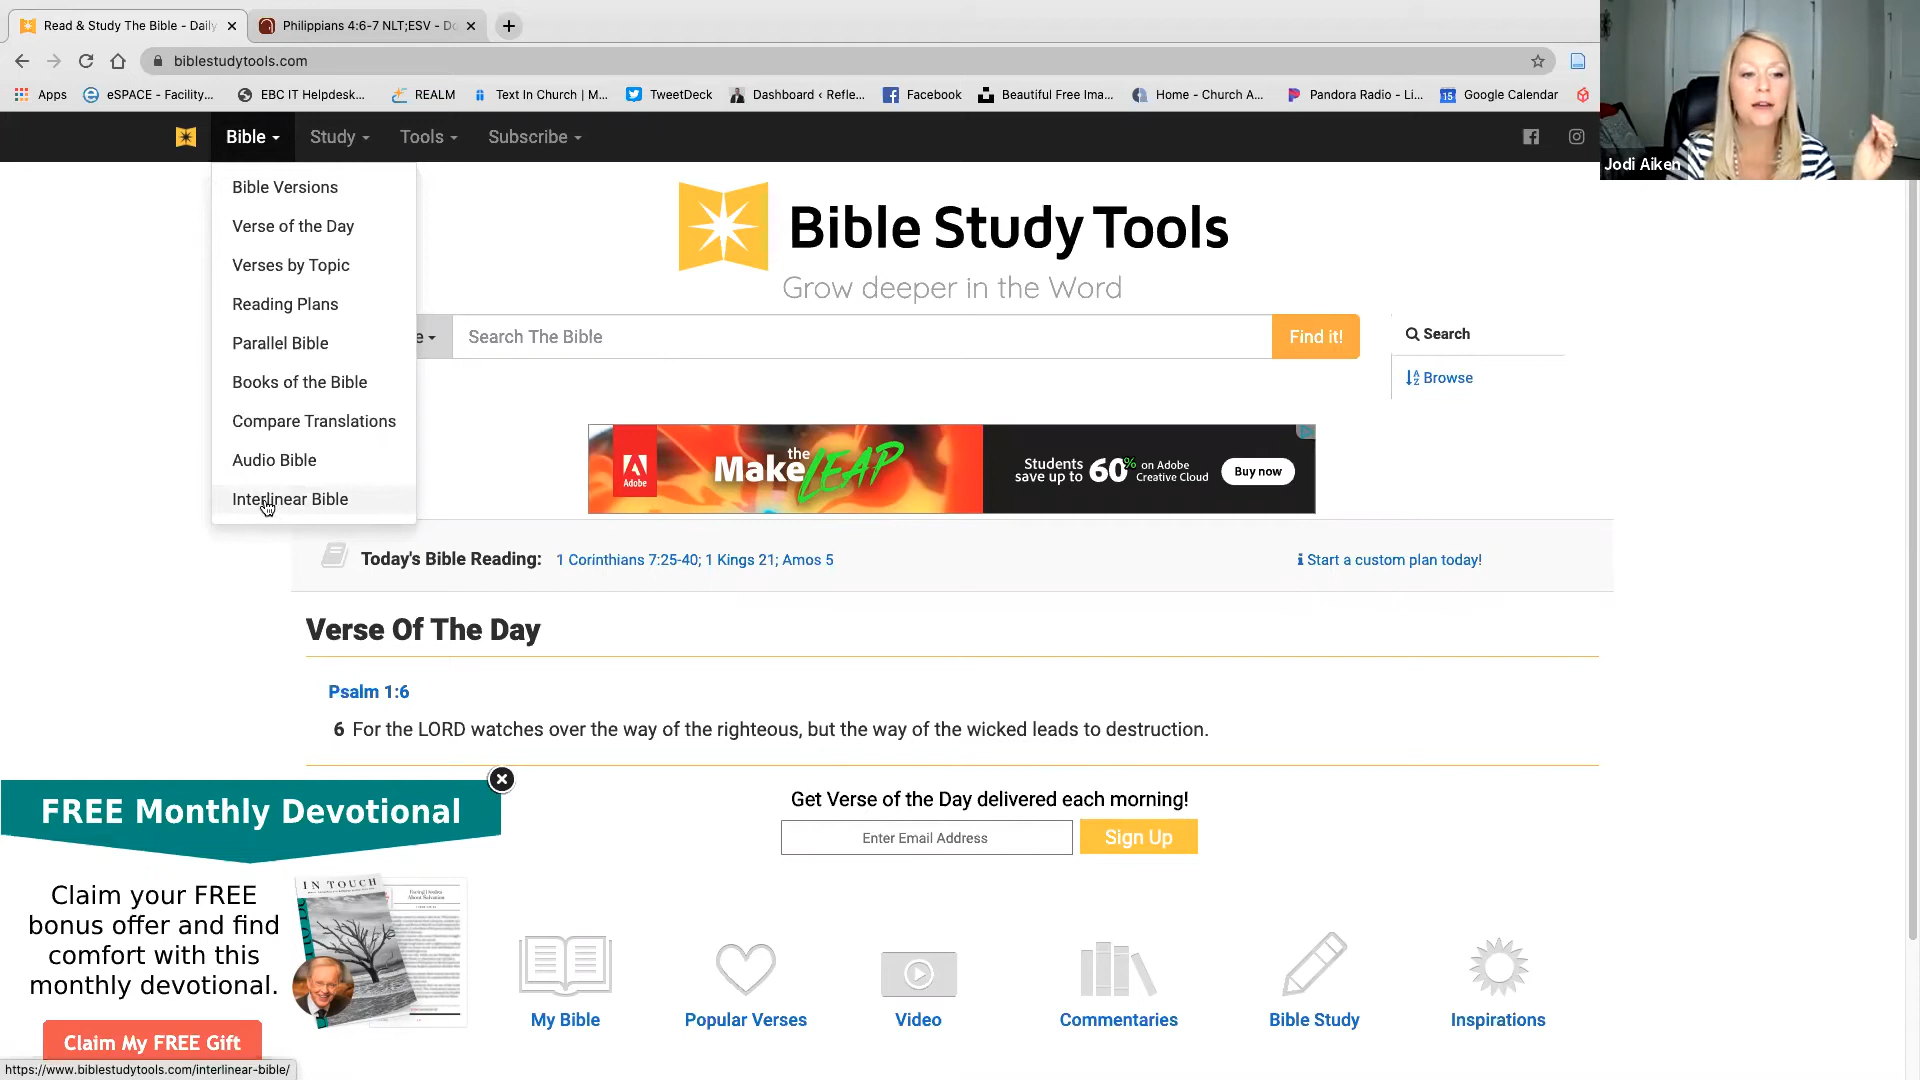 Read & Study The Bible - Daily
Philippians 4:6-7 NLT;ESV - Do
biblestudytools.com
Apps
eSPACE - Facility...
EBC IT Helpdesk...
REALM
Text In Church | M...
TweetDeck
Dashboard ‹ Refle...
Facebook
Beautiful Free Ima...
Home - Church A...
Pandora Radio - Li...
15
Google Calendar
Jodi Aiken
Bible
Study
Tools
Subscribe
Bible Versions
Verse of the Day
Verses by Topic
Reading Plans
Parallel Bible
Books of the Bible
Compare Translations
Audio Bible
Interlinear Bible
Bible Study Tools
Grow deeper in the Word
e
Search The Bible
Find it!
Search
Browse
Adobe
Make the LEAP
Students save up to 60% on Adobe Creative Cloud
Buy now
Today's Bible Reading: 1 Corinthians 7:25-40; 1 Kings 21; Amos 5
Start a custom plan today!
Verse Of The Day
Psalm 1:6
6 For the LORD watches over the way of the righteous, but the way of the wicked leads to destruction.
Get Verse of the Day delivered each morning!
Enter Email Address
Sign Up
FREE Monthly Devotional
Claim your FREE
bonus offer and find
comfort with this
monthly devotional.
IN TOUCH
Claim My FREE Gift
My Bible
Popular Verses
Video
Commentaries
Bible Study
Inspirations
https://www.biblestudytools.com/interlinear-bible/